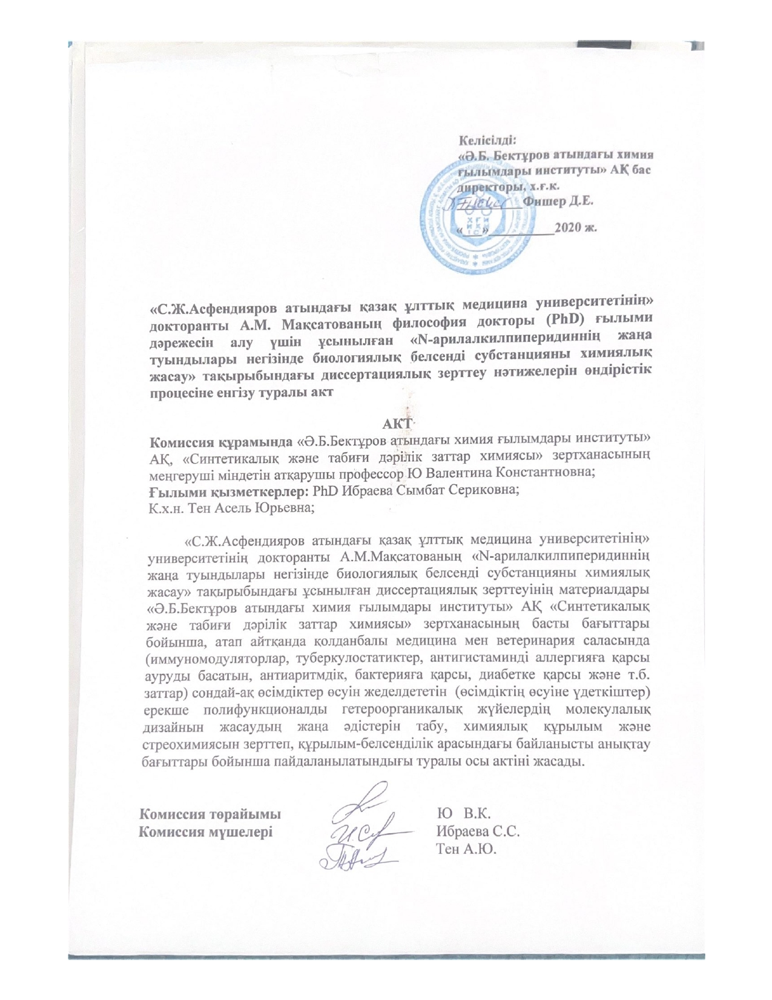 Келісілді:
«Ә.Б. Бектұров атындағы химия
ғылымдары институты» АҚ бас
директоры, х.ғ.к.
__________Фишер Д.Е.
«___»__________2020 ж.
ХҒИ
ИХН
«С.Ж.Асфендияров атындағы қазақ ұлттық медицина университетінің»
докторанты А.М. Мақсатованың философия докторы (PhD) ғылыми
дәрежесін алу үшін ұсынылған «N-арилалкилпиперидиннің жаңа
туындылары негізінде биологиялық белсенді субстанцияны химиялық
жасау» тақырыбындағы диссертациялық зерттеу нәтижелерін өндірістік
процесіне енгізу туралы акт
АКТ
Комиссия құрамында «Ә.Б.Бектұров атындағы химия ғылымдары институты»
АҚ, «Синтетикалық және табиғи дәрілік заттар химиясы» зертханасының
меңгеруші міндетін атқарушы профессор Ю Валентина Константновна;
Ғылыми қызметкерлер: PhD Ибраева Сымбат Сериковна;
К.х.н. Тен Асель Юрьевна;
«С.Ж.Асфендияров атындағы қазақ ұлттық медицина университетінің»
университетінің докторанты А.М.Мақсатованың «N-арилалкилпиперидиннің
жаңа туындылары негізінде биологиялық белсенді субстанцияны химиялық
жасау» тақырыбындағы ұсынылған диссертациялық зерттеуінің материалдары
«Ә.Б.Бектұров атындағы химия ғылымдары институты» АҚ «Синтетикалық
және табиғи дәрілік заттар химиясы» зертханасының басты бағыттары
бойынша, атап айтқанда қолданбалы медицина мен ветеринария саласында
(иммуномодуляторлар, туберкулостатиктер, антигистаминді аллергияға қарсы
ауруды басатын, антиаритмдік, бактерияға қарсы, диабетке қарсы және т.б.
заттар) сондай-ақ өсімдіктер өсуін жеделдететін (өсімдіктің өсуіне үдеткіштер)
ерекше полифункционалды гетероорганикалық жүйелердің молекулалық
дизайнын жасаудың жаңа әдістерін табу, химиялық құрылым және
стреохимиясын зерттеп, құрылым-белсенділік арасындағы байланысты анықтау
бағыттары бойынша пайдаланылатындығы туралы осы актіні жасады.
Комиссия төрайымы Ю В.К.
Комиссия мүшелері Ибраева С.С.
Тен А.Ю.